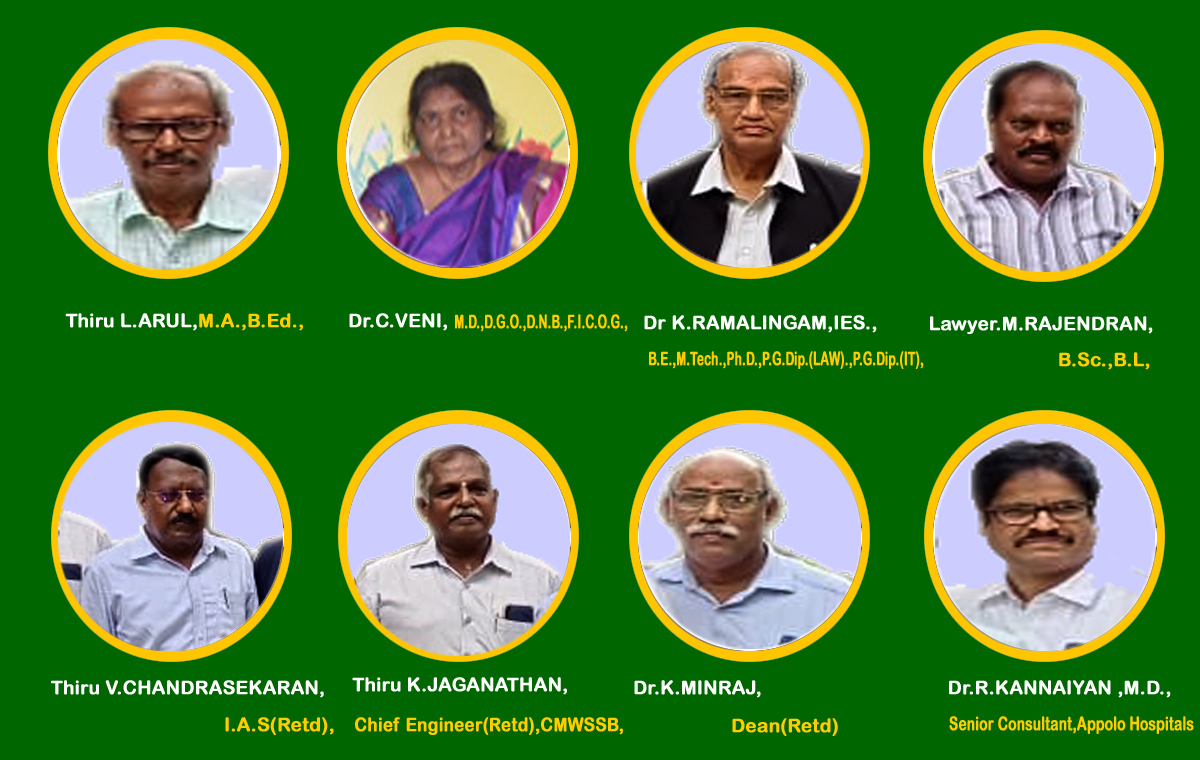 Thiru L.ARUL,M.A.,B.Ed.,
Dr.C.VENI, M.D.,D.G.O.,D.N.B.,F.I.C.O.G.,
Dr K.RAMALINGAM,IES.,
B.E.,M.Tech.,Ph.D.,P.G.Dip.(LAW).,P.G.Dip.(IT),
Lawyer.M.RAJENDRAN,
B.Sc.,B.L,
Thiru V.CHANDRASEKARAN,
I.A.S(Retd),
Thiru K.JAGANATHAN,
Chief Engineer(Retd),CMWSSB,
Dr.K.MINRAJ,
Dean(Retd)
Dr.R.KANNAIYAN ,M.D.,
Senior Consultant,Appolo Hospitals